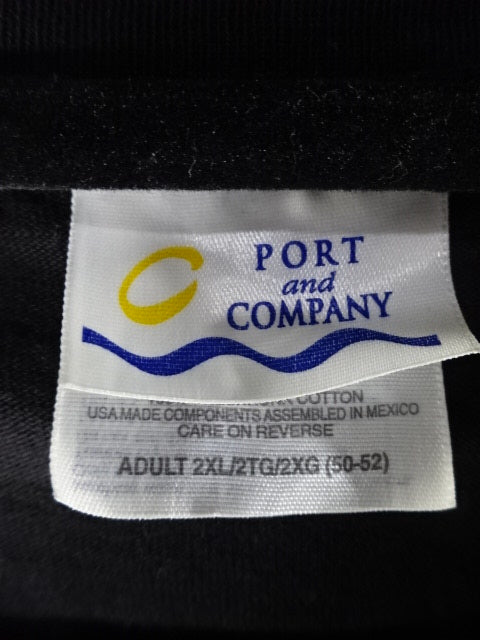 PORT
and
COMPANY
COTTON
USA MADE COMPONENTS ASSEMBLED IN MEXICO
CARE ON REVERSE
ADULT 2XL/2TG/2XG (50-52)